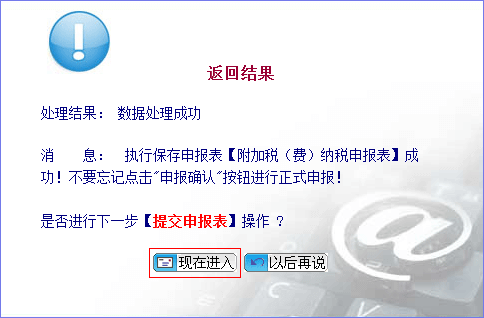 返回结果
处理结果： 数据处理成功
消　　息： 执行保存申报表【附加税（费）纳税申报表】成
功！不要忘记点击"申报确认"按钮进行正式申报！
是否进行下一步【提交申报表】操作 ？
现在进入 以后再说